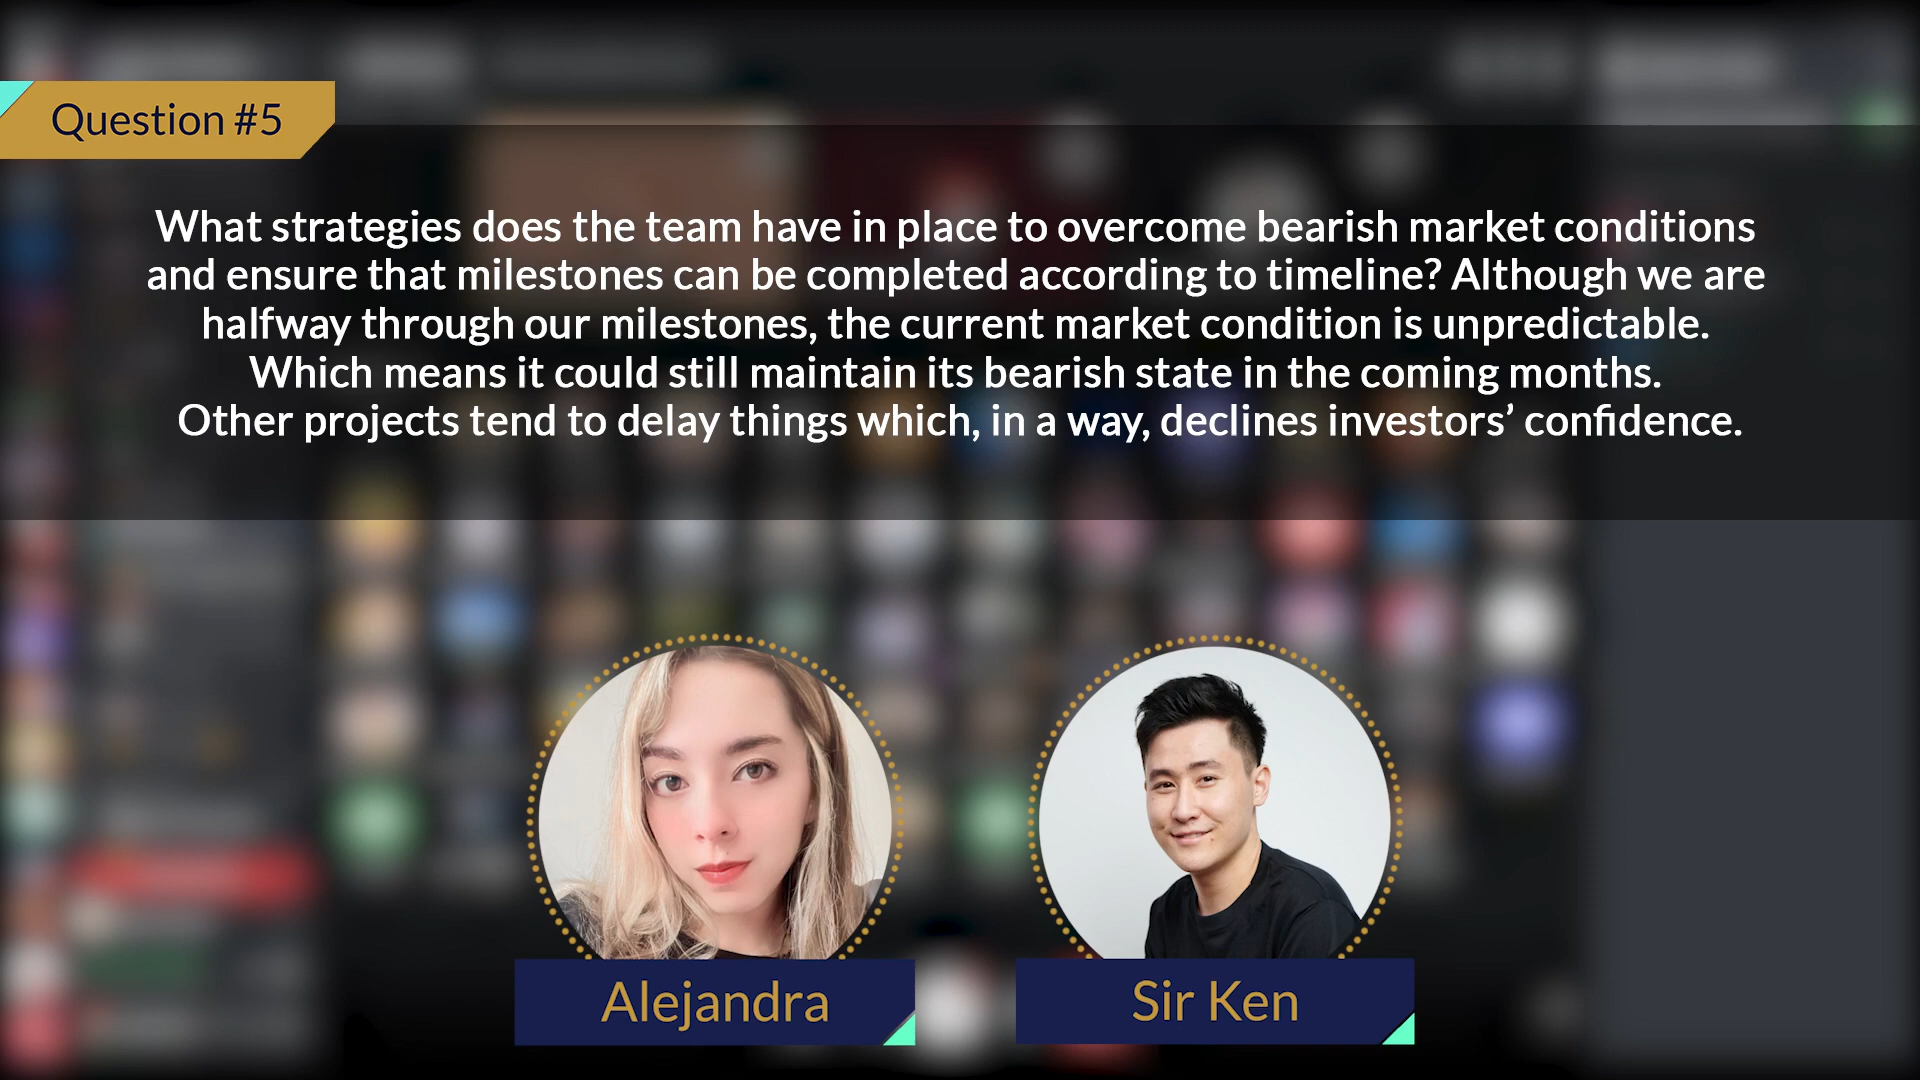 Question #5
What strategies does the team have in place to overcome bearish market conditions
and ensure that milestones can be completed according to timeline? Although we are
halfway through our milestones, the current market condition is unpredictable.
Which means it could still maintain its bearish state in the coming months.
Other projects tend to delay things which, in a way, declines investors’ confidence.
Alejandra
Sir Ken